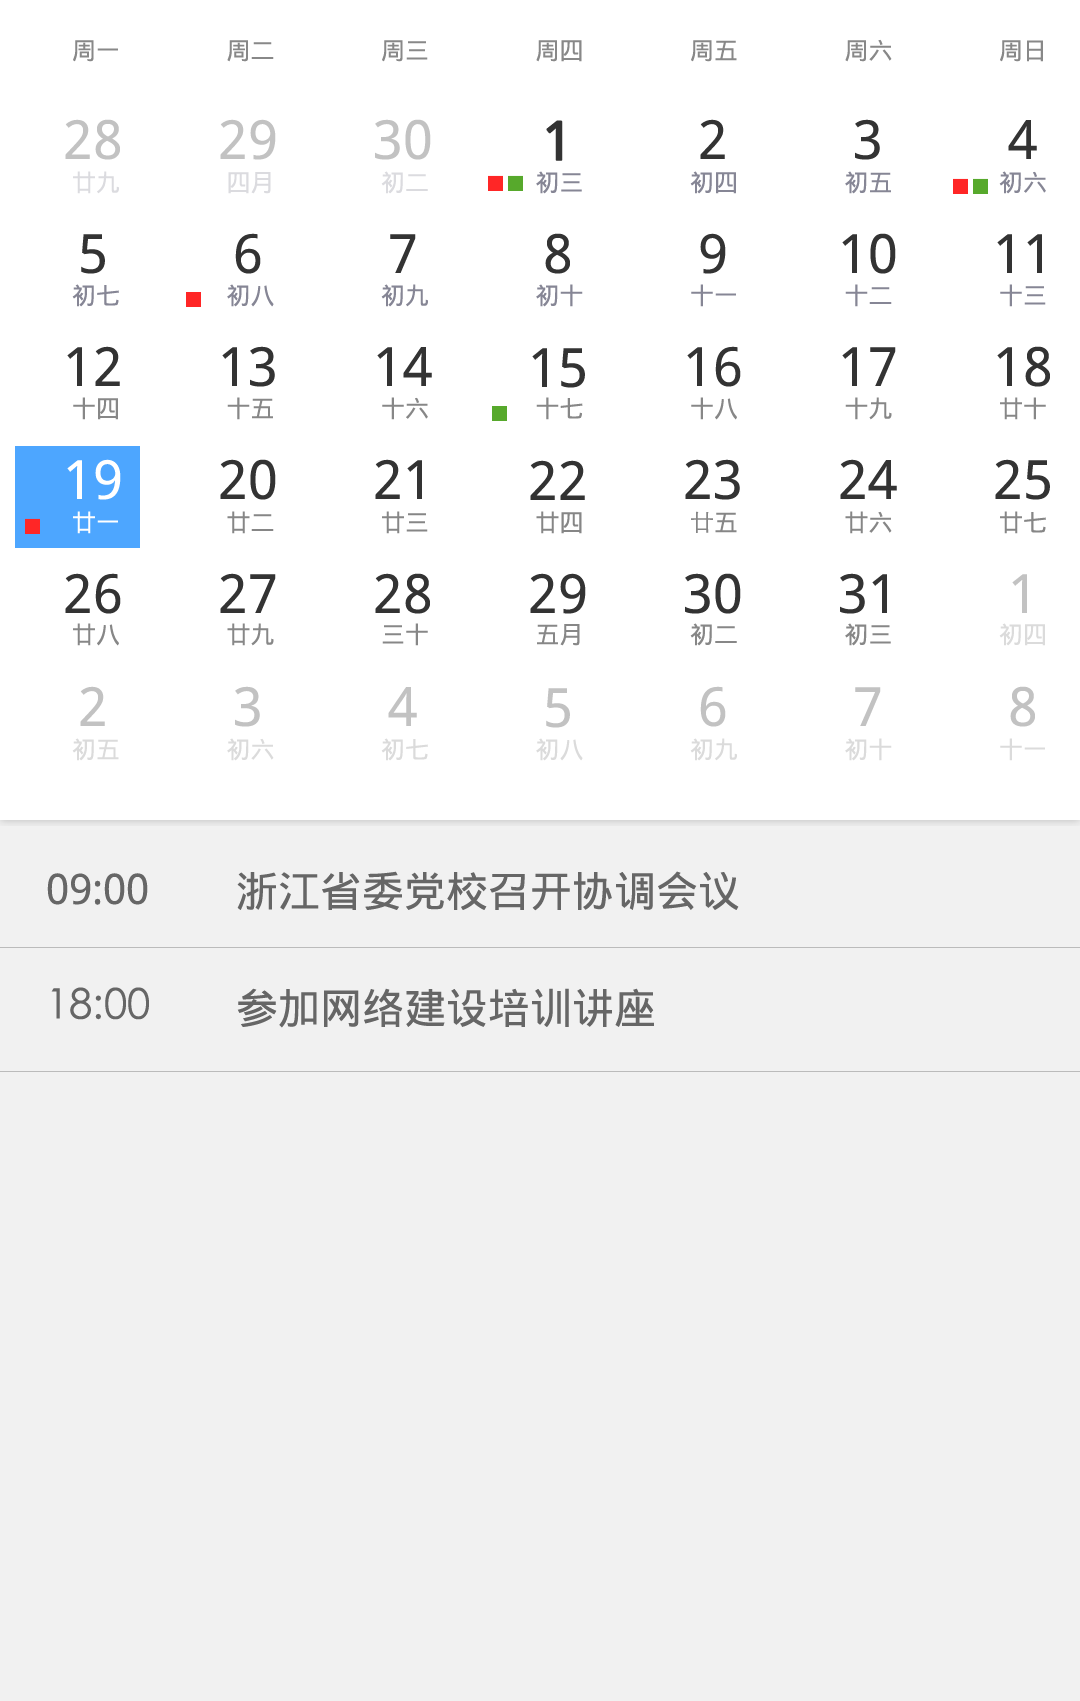 周一 周二 周三 周四 周五 周六 周日
28 29 30 1 2 3 4
廿九 四月 初二 初三 初四 初五 初六
5 6 7 8 9 10 11
初七 初八 初九 初十 十一 十二 十三
12 13 14 15 16 17 18
十四 十五 十六 十七 十八 十九 廿十
19 20 21 22 23 24 25
廿一 廿二 廿三 廿四 廿五 廿六 廿七
26 27 28 29 30 31 1
廿八 廿九 三十 五月 初二 初三 初四
2 3 4 5 6 7 8
初五 初六 初七 初八 初九 初十 十一
09:00 浙江省委党校召开协调会议
18:00 参加网络建设培训讲座